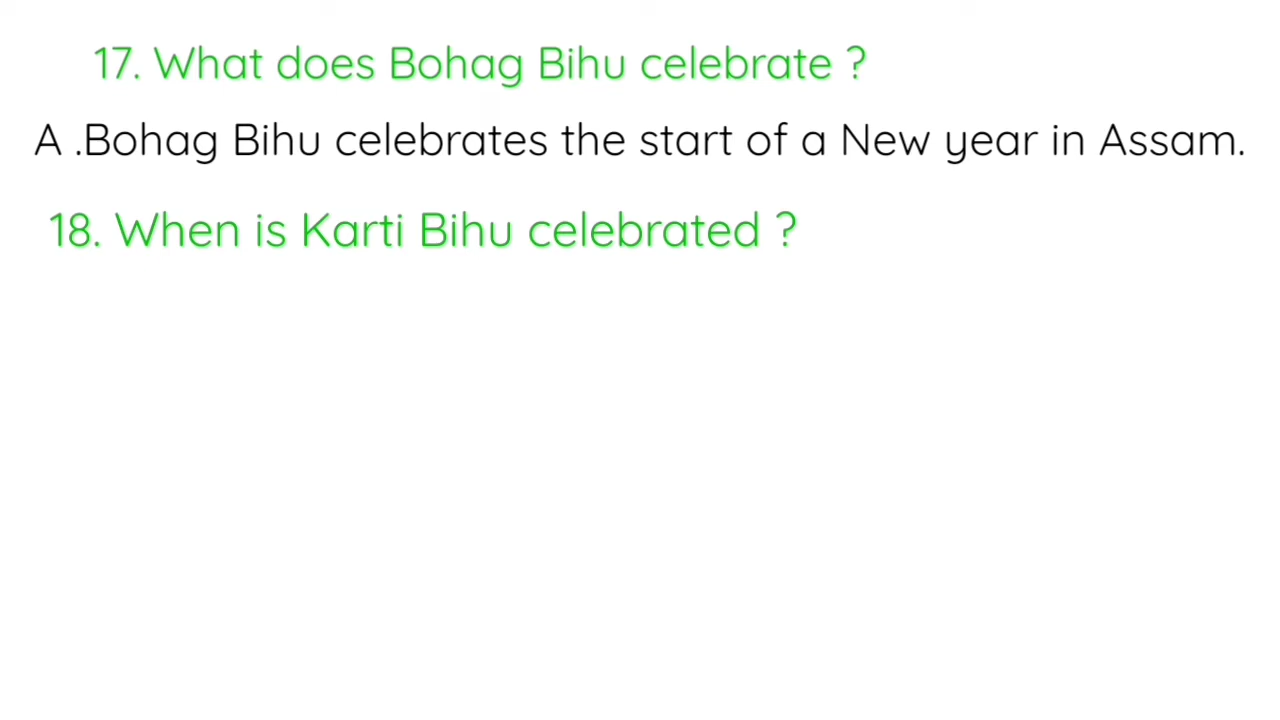 17. What does Bohag Bihu celebrate ?
A .Bohag Bihu celebrates the start of a New year in Assam.
18. When is Karti Bihu celebrated ?